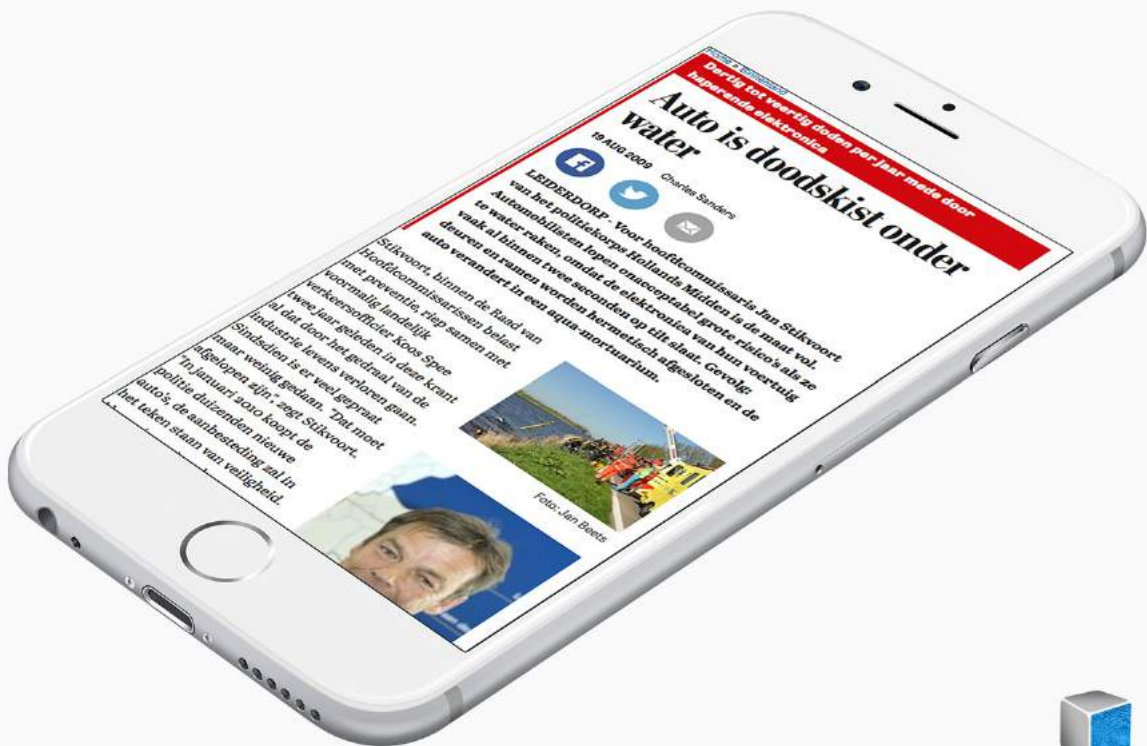 Home > Binnenland
Dertig tot veertig doden per jaar mede door
haperende elektronica
Auto is doodskist onder
water
19 AUG 2009 Charles Sanders
LEIDERDORP - Voor hoofdcommissaris Jan Stikvoort
van het politiekorps Hollands Midden is de maat vol.
Automobilisten lopen onacceptabel grote risico's als ze
te water raken, omdat de elektronica van hun voertuig
vaak al binnen twee seconden op tilt slaat. Gevolg:
deuren en ramen worden hermetisch afgesloten en de
auto verandert in een aqua-mortuarium.
Stikvoort, binnen de Raad van
Hoofdcommissarissen belast
met preventie, riep samen met
voormalig landelijk
verkeersofficier Koos Spee
twee jaar geleden in deze krant
al dat door het gedraal van de
industrie levens verloren gaan.
Sindsdien is er veel gepraat
maar weinig gedaan. "Dat moet
afgelopen zijn", zegt Stikvoort.
"In januari 2010 koopt de
politie duizenden nieuwe
auto's, de aanbesteding zal in
het teken staan van veiligheid.
Foto: Jan Beets